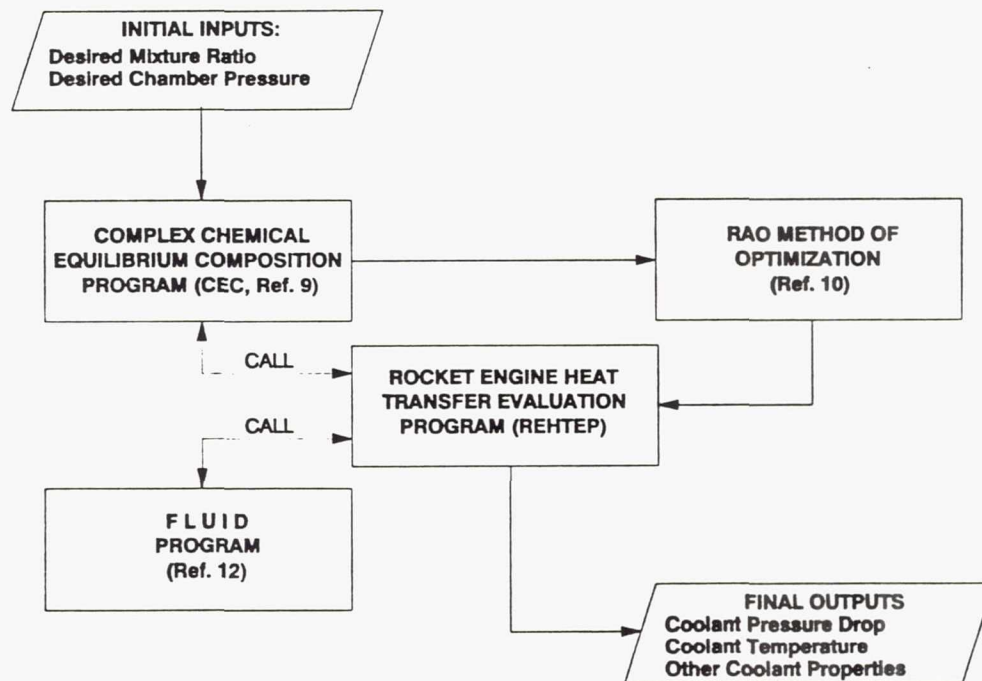 INITIAL INPUTS:
Desired Mixture Ratio
Desired Chamber Pressure
COMPLEX CHEMICAL
EQUILIBRIUM COMPOSITION
PROGRAM (CEC, Ref. 9)
RAO METHOD OF
OPTIMIZATION
(Ref. 10)
CALL
ROCKET ENGINE HEAT
TRANSFER EVALUATION
PROGRAM (REHTEP)
CALL
F L U I D
PROGRAM
(Ref. 12)
FINAL OUTPUTS
Coolant Pressure Drop
Coolant Temperature
Other Coolant Properties